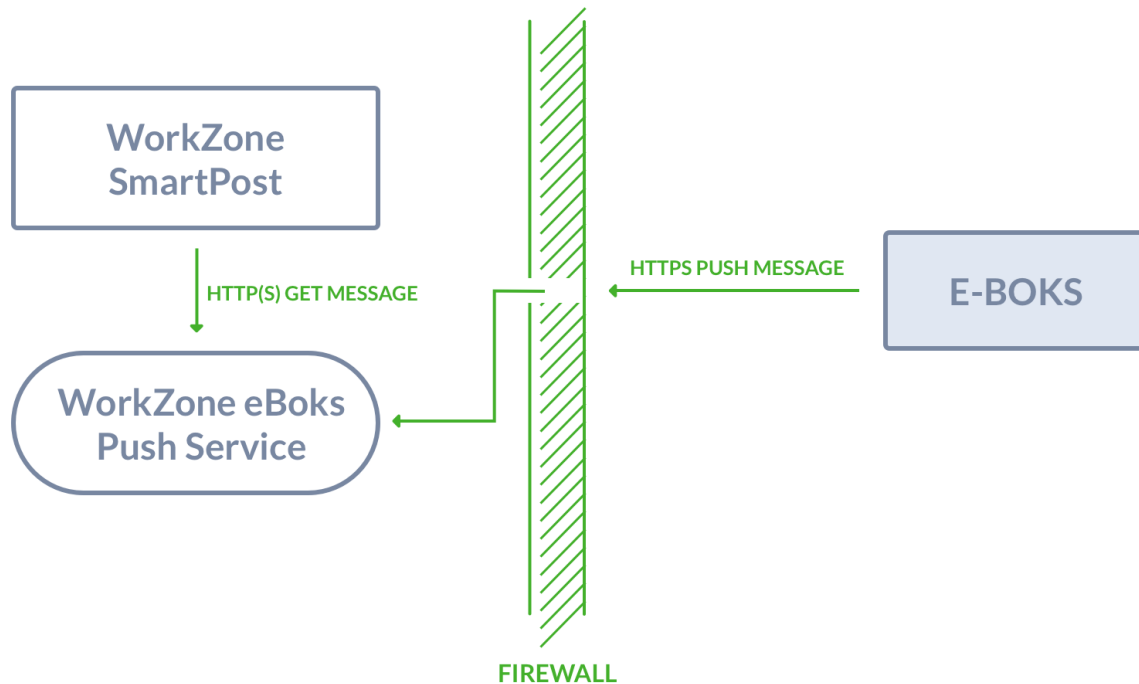 WorkZone
SmartPost
HTTP(S) GET MESSAGE
WorkZone eBoks
Push Service
HTTPS PUSH MESSAGE
E-BOKS
FIREWALL